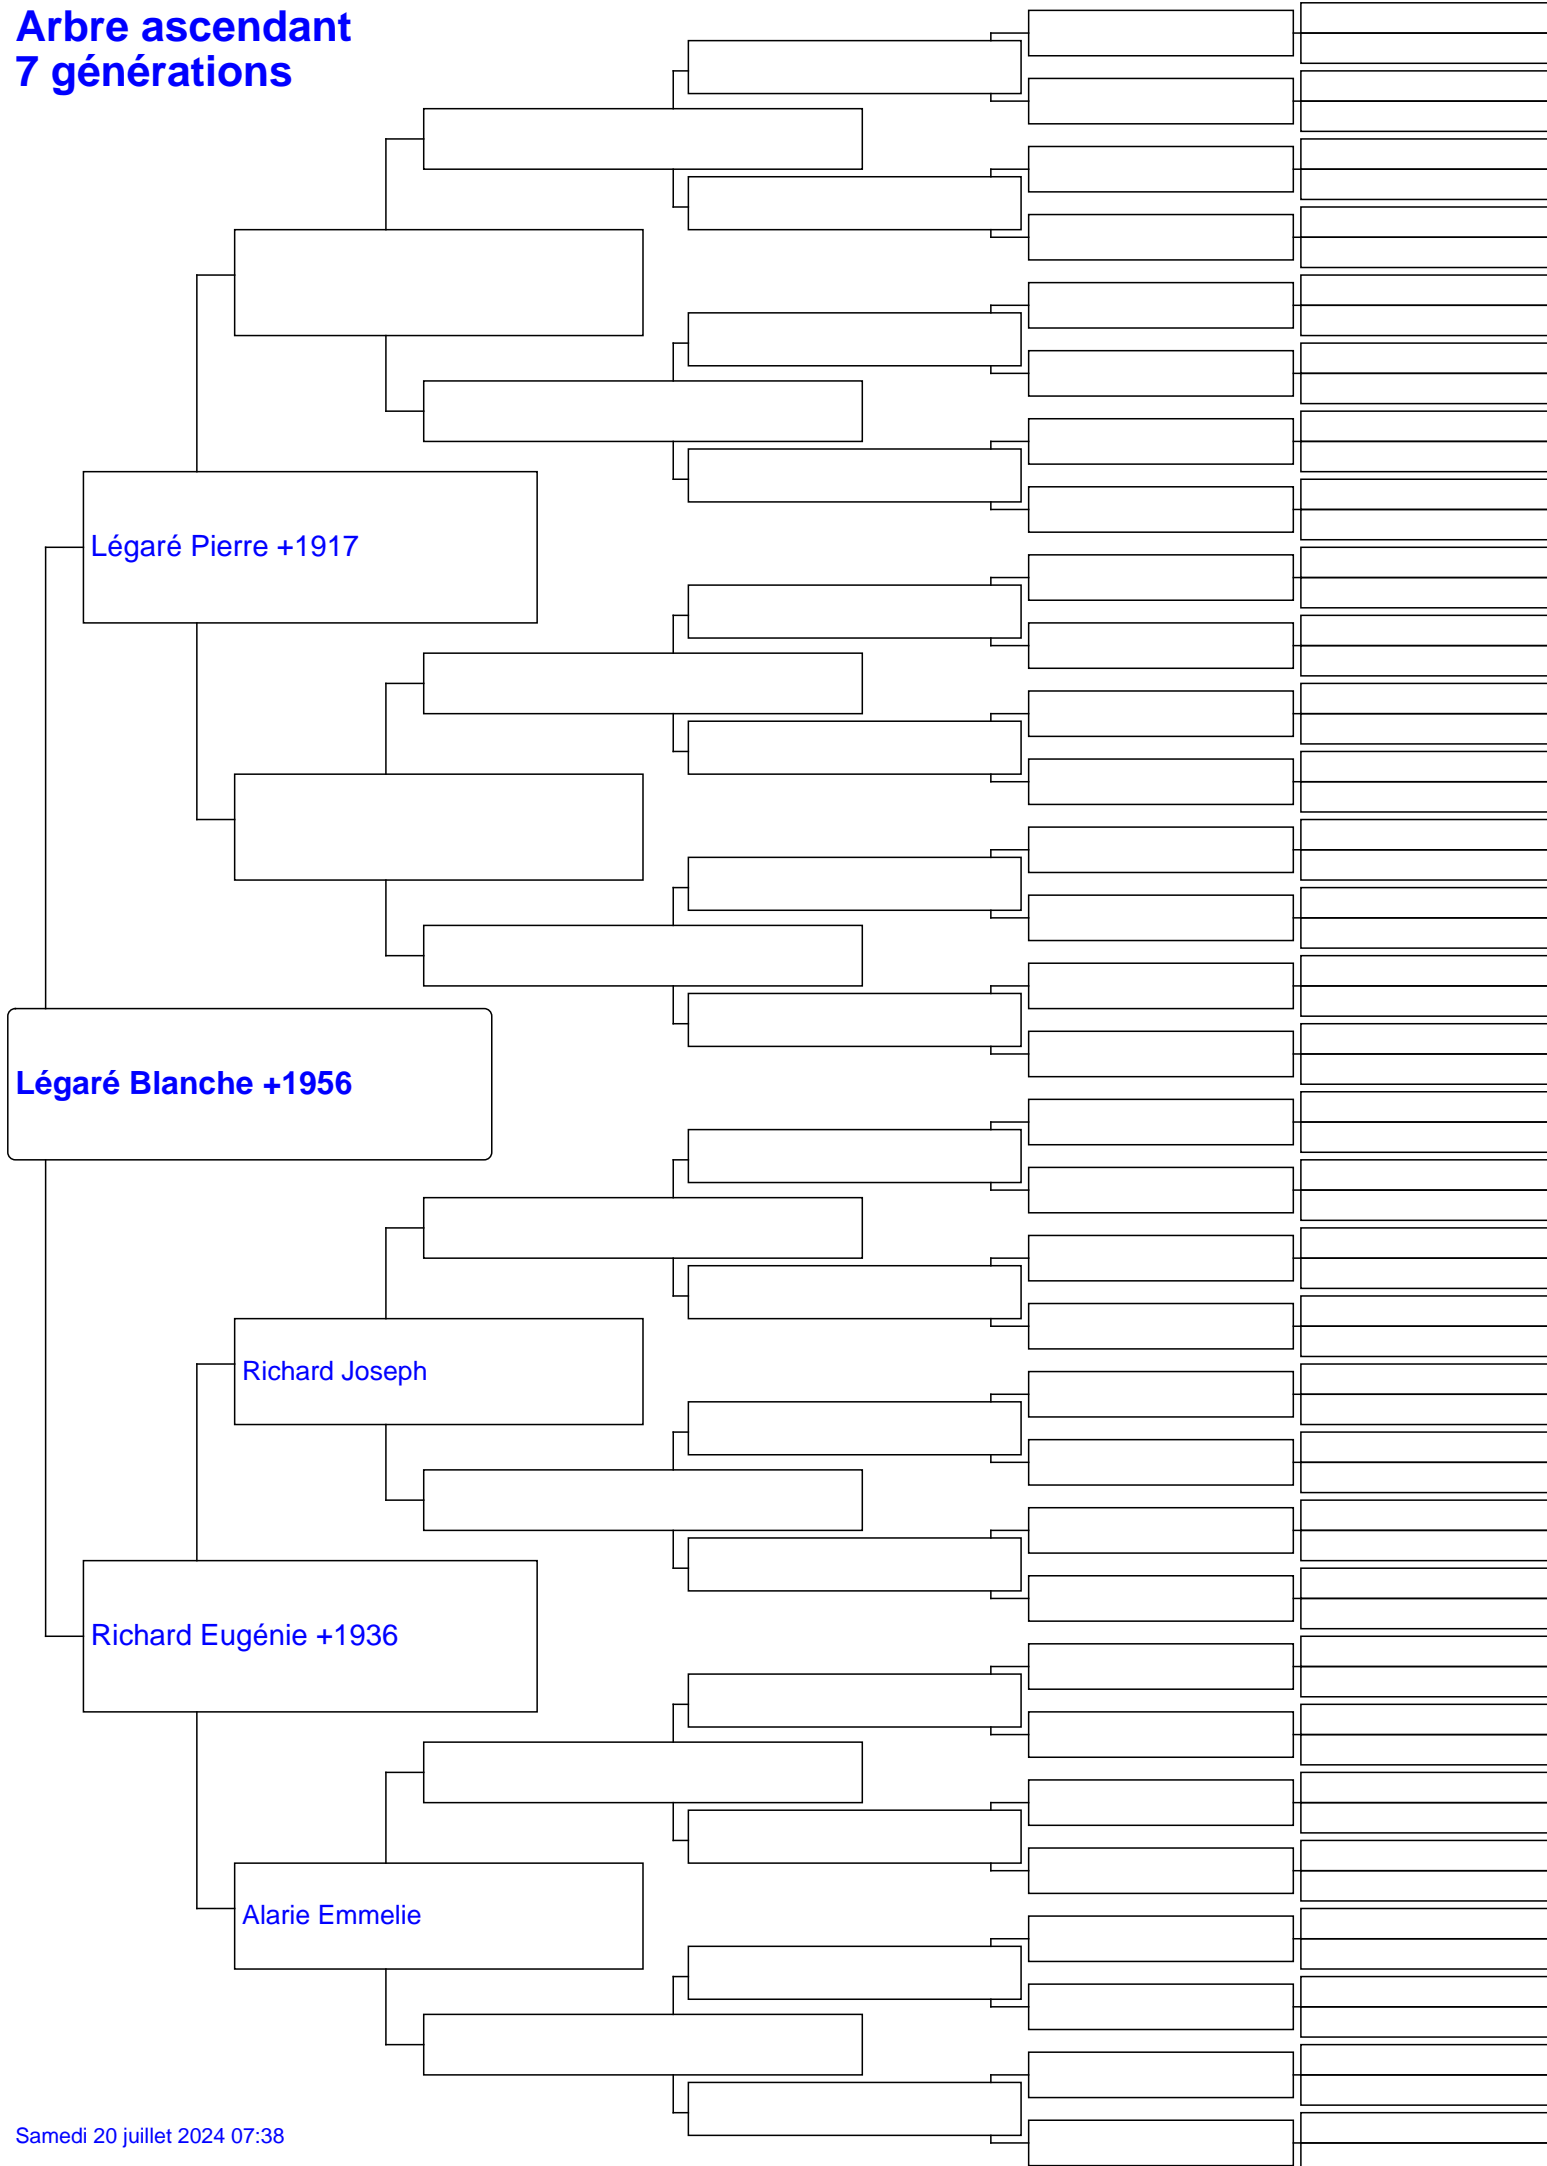 Arbre ascendant
7 générations
Légaré Pierre +1917
Légaré Blanche +1956
Richard Joseph
Richard Eugénie +1936
Alarie Emmelie
Samedi 20 juillet 2024 07:38